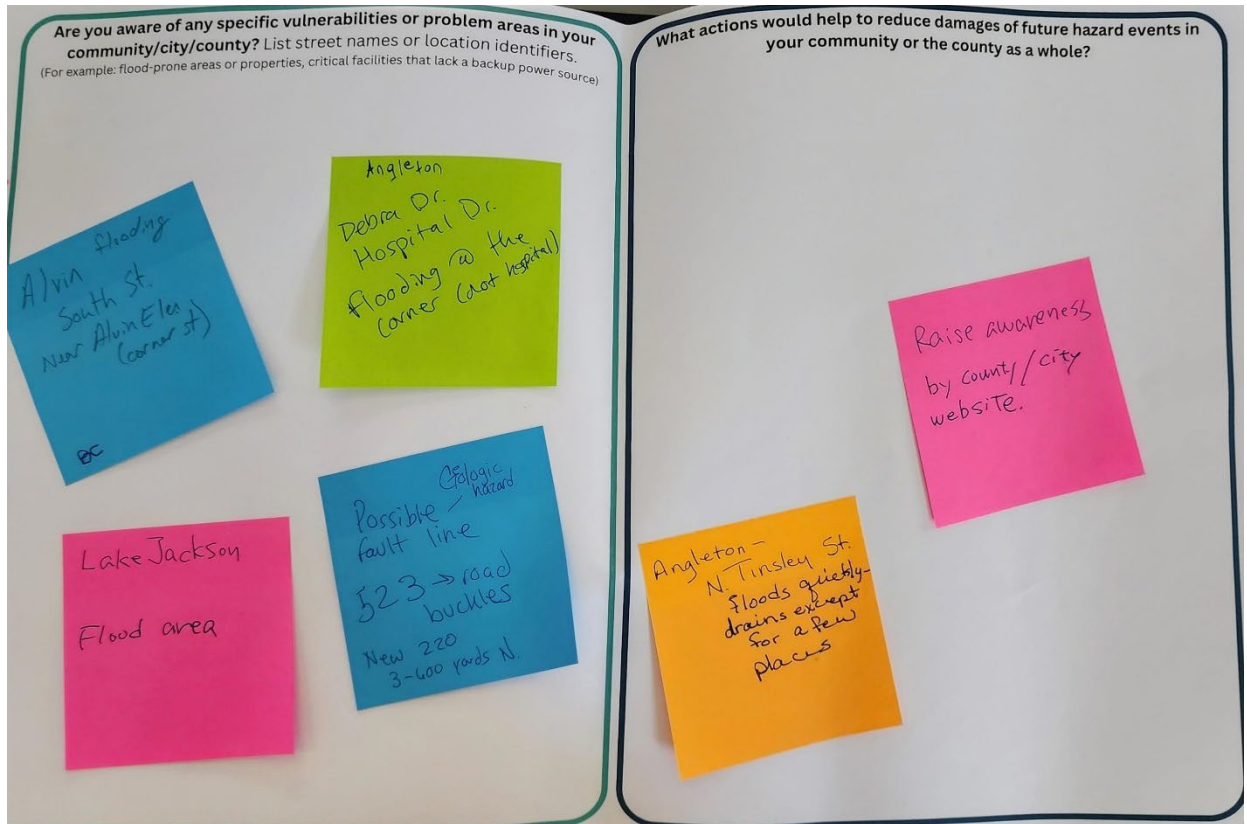 Are you aware of any specific vulnerabilities or problem areas in your
community/city/county? List street names or location identifiers.
(For example: flood-prone areas or properties, critical facilities that lack a backup power source)
Alvin flooding
South St.
Near Alvin Elem
(corner st)
BC
Angleton
Debra Dr.
Hospital Dr.
flooding @ the
corner (not hospital)
Lake Jackson
Flood area
Geologic
hazard
Possible
fault line
523 → road
buckles
New 220
3-400 yards N.
What actions would help to reduce damages of future hazard events in
your community or the county as a whole?
Raise awareness
by county/city
website.
Angleton-
N. Tinsley St.
floods quickly-
drains except
for a few
places